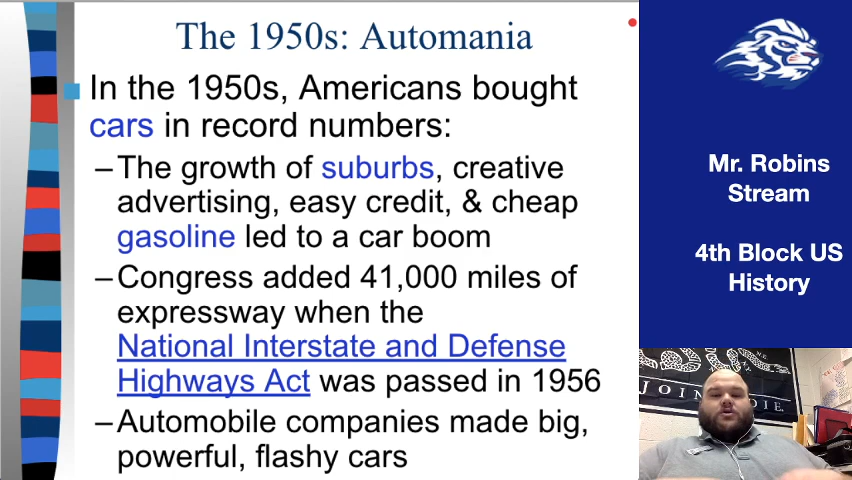 The 1950s: Automania
In the 1950s, Americans bought
cars in record numbers:
–The growth of suburbs, creative
advertising, easy credit, & cheap
gasoline led to a car boom
–Congress added 41,000 miles of
expressway when the
National Interstate and Defense
Highways Act was passed in 1956
–Automobile companies made big,
powerful, flashy cars
Mr. Robins
Stream
4th Block US
History
JOIN
DIE.